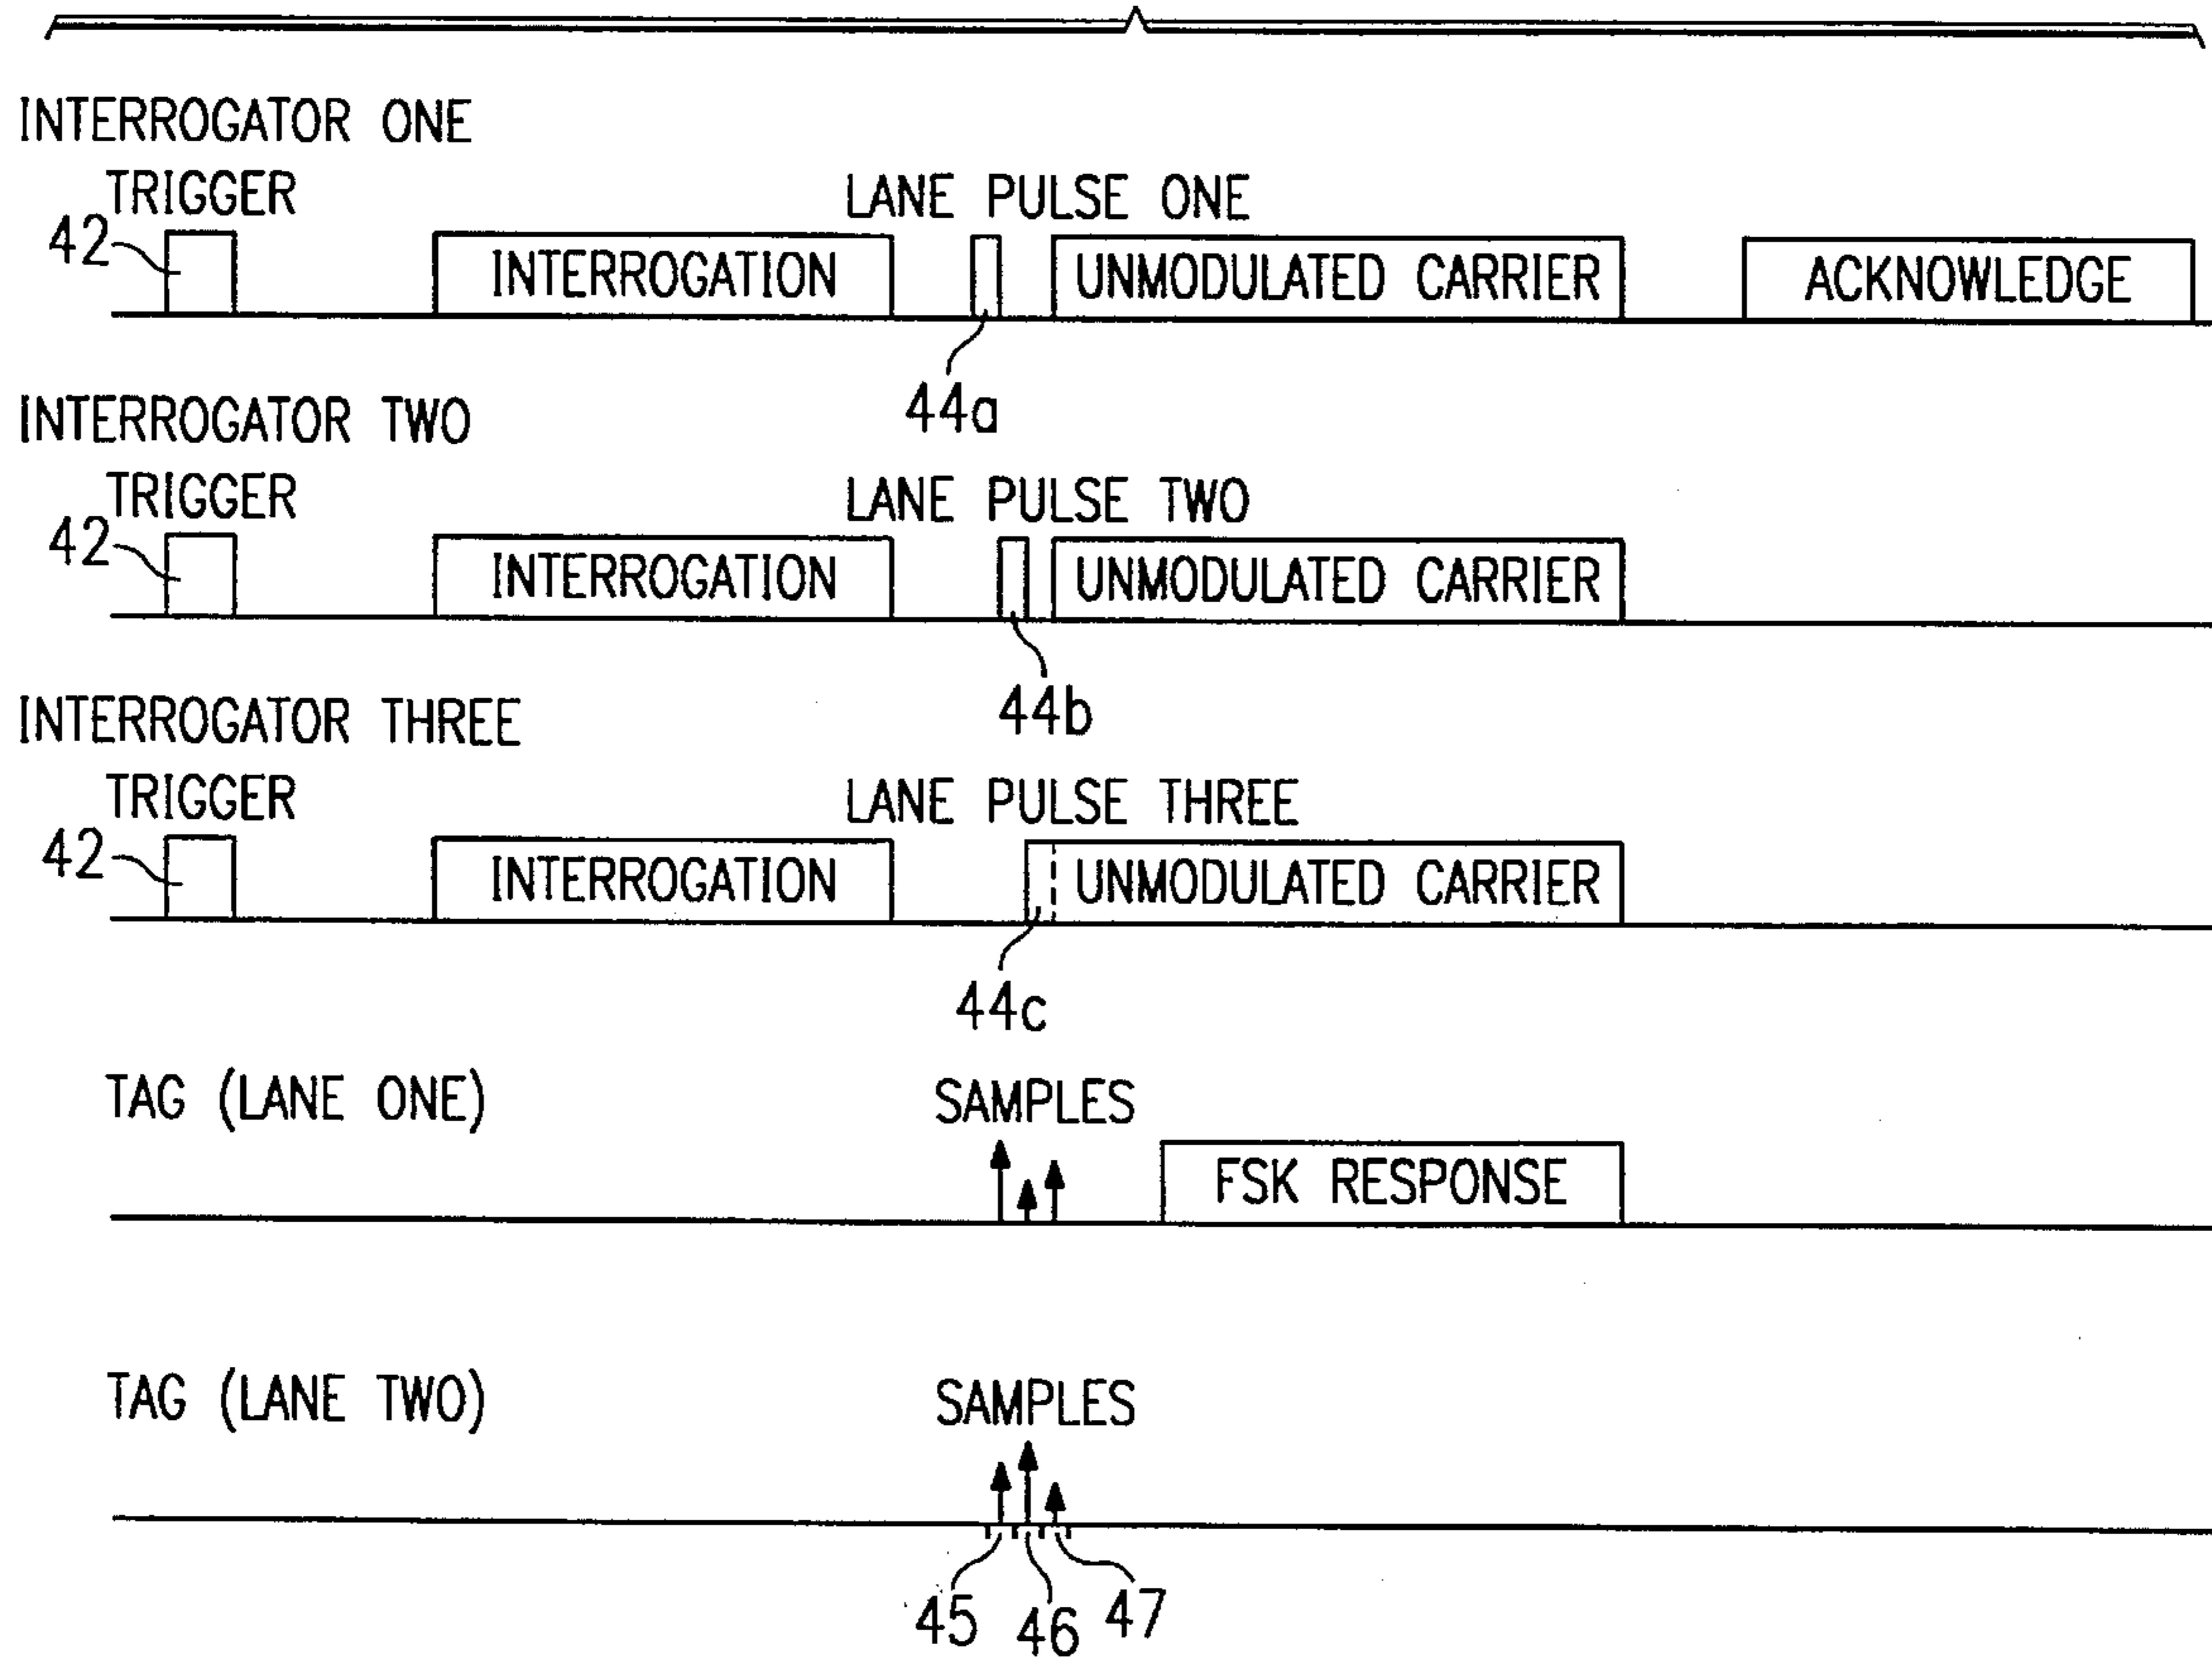 INTERROGATOR ONE
TRIGGER
LANE PULSE ONE
42
INTERROGATION
UNMODULATED CARRIER
ACKNOWLEDGE
44a
INTERROGATOR TWO
TRIGGER
LANE PULSE TWO
42
INTERROGATION
UNMODULATED CARRIER
44b
INTERROGATOR THREE
TRIGGER
LANE PULSE THREE
42
INTERROGATION
UNMODULATED CARRIER
44c
TAG (LANE ONE)
SAMPLES
FSK RESPONSE
TAG (LANE TWO)
SAMPLES
45
46
47